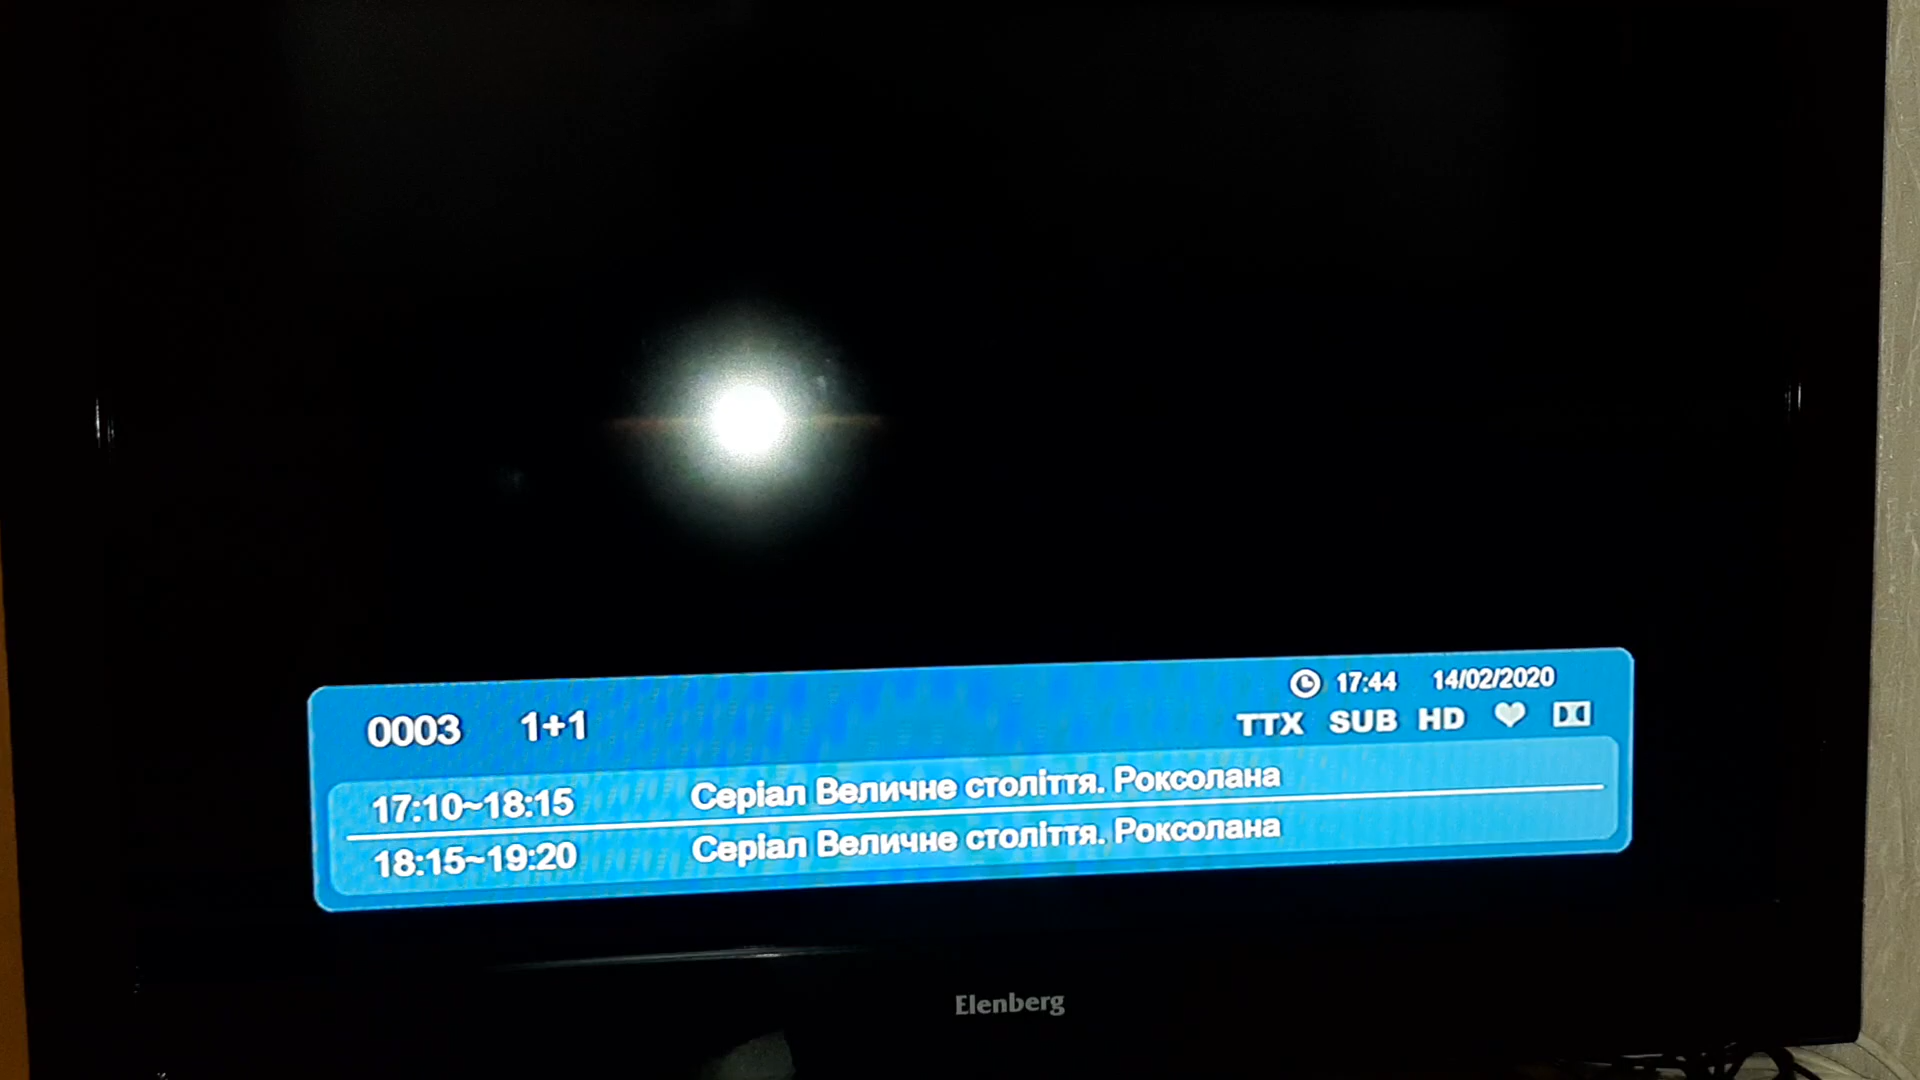 17:44 14/02/2020
0003 1+1
TTX SUB HD
17:10~18:15 Серіал Величне століття. Роксолана
18:15~19:20 Серіал Величне століття. Роксолана
Elenberg